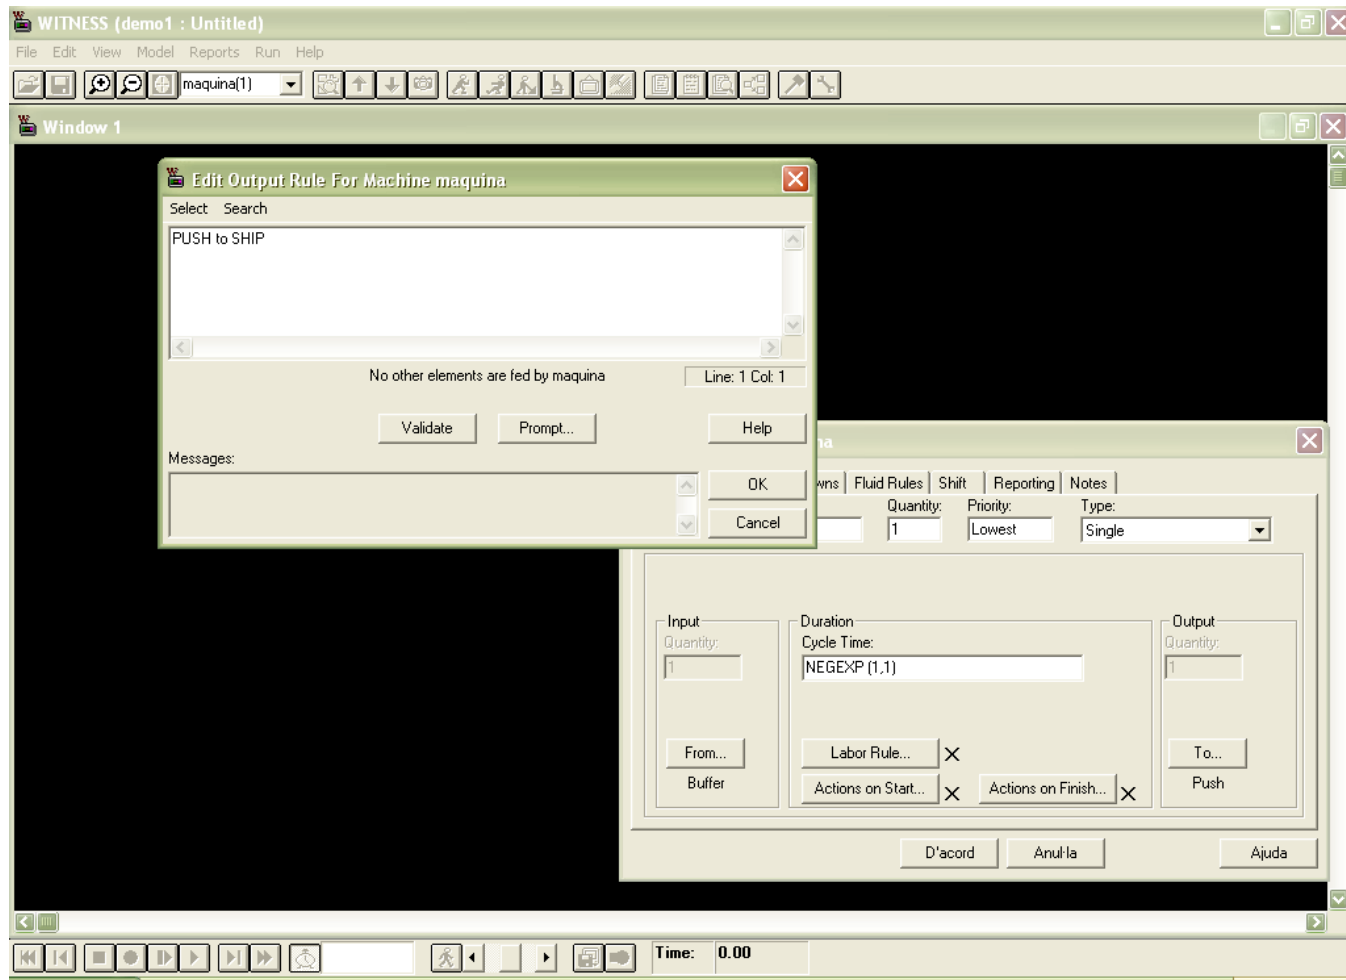 WITNESS (demo1 : Untitled)
File Edit View Model Reports Run Help
maquina(1)
Window 1
Edit Output Rule For Machine maquina
Select Search
PUSH to SHIP
No other elements are fed by maquina
Line: 1 Col: 1
Validate Prompt... Help
Messages:
OK
Cancel
Fluid Rules Shift Reporting Notes
Quantity: Priority: Type:
1 Lowest Single
Input Duration Output
Quantity: Cycle Time: Quantity:
1 NEGEXP (1,1) 1
From... Labor Rule... To...
Buffer Actions on Start... Actions on Finish... Push
D'acord Anul·la Ajuda
Time: 0.00